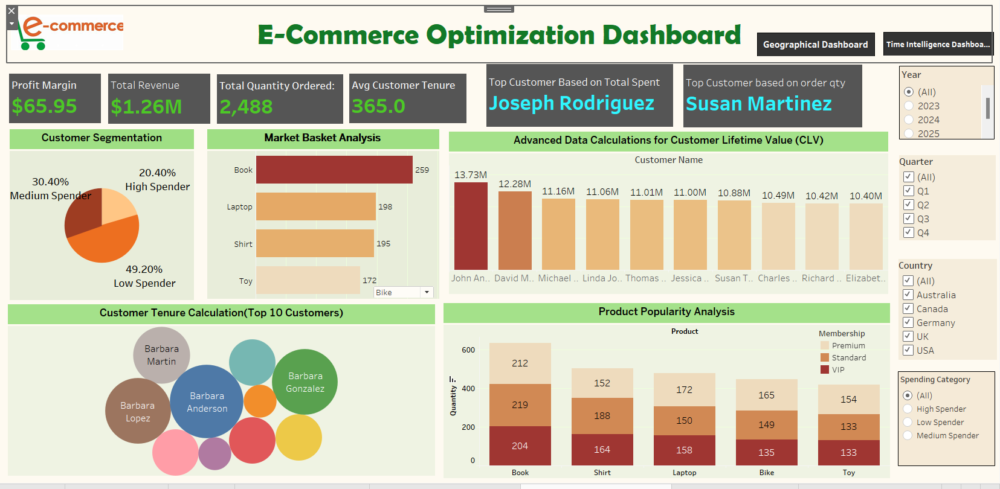 e-commerce
E-Commerce Optimization Dashboard
Geographical Dashboard
Time Intelligence Dashboa...
Profit Margin
$65.95
Total Revenue
$1.26M
Total Quantity Ordered:
2,488
Avg Customer Tenure
365.0
Top Customer Based on Total Spent
Joseph Rodriguez
Top Customer based on order qty
Susan Martinez
Year
(All)
2023
2024
2025
Customer Segmentation
20.40%
High Spender
30.40%
Medium Spender
49.20%
Low Spender
Market Basket Analysis
Book
259
Laptop
198
Shirt
195
Toy
172
Bike
Advanced Data Calculations for Customer Lifetime Value (CLV)
Customer Name
13.73M
12.28M
11.16M
11.06M
11.01M
11.00M
10.88M
10.49M
10.42M
10.40M
John An..
David M..
Michael ..
Linda Jo..
Thomas ..
Jessica ..
Susan T..
Charles ..
Richard ..
Elizabet..
Quarter
(All)
Q1
Q2
Q3
Q4
Country
(All)
Australia
Canada
Germany
UK
USA
Customer Tenure Calculation(Top 10 Customers)
Barbara
Martin
Barbara
Gonzalez
Barbara
Anderson
Barbara
Lopez
Product Popularity Analysis
Product
Membership
Premium
Standard
VIP
Quantity
600
400
200
0
212
219
204
152
188
164
172
150
158
165
149
135
154
133
133
Book
Shirt
Laptop
Bike
Toy
Spending Category
(All)
High Spender
Low Spender
Medium Spender